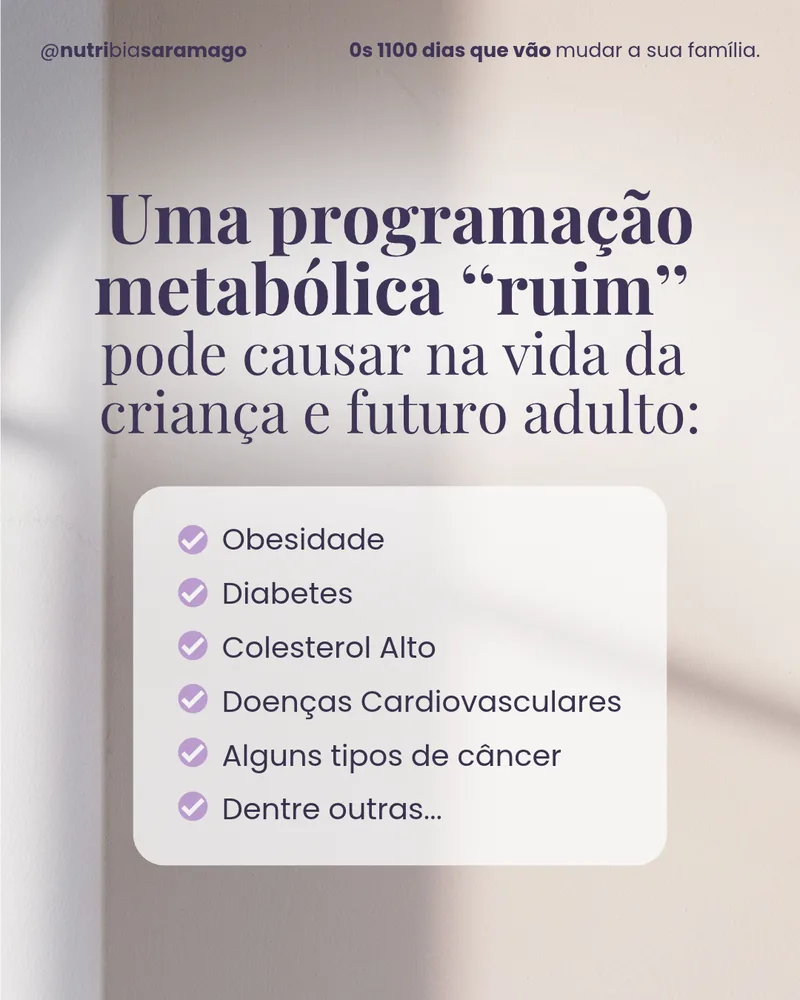 @nutribiasaramago
0s 1100 dias que vão mudar a sua família.
Uma programação
metabólica “ruim”
pode causar na vida da
criança e futuro adulto:
Obesidade
Diabetes
Colesterol Alto
Doenças Cardiovasculares
Alguns tipos de câncer
Dentre outras...